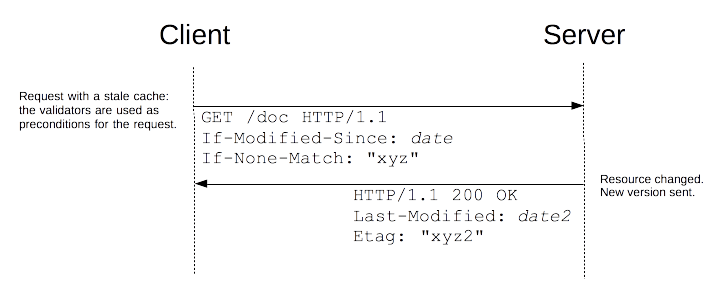 Client
Server
Request with a stale cache:
the validators are used as
preconditions for the request.
GET /doc HTTP/1.1
If-Modified-Since: date
If-None-Match: "xyz"
Resource changed.
New version sent.
HTTP/1.1 200 OK
Last-Modified: date2
Etag: "xyz2"